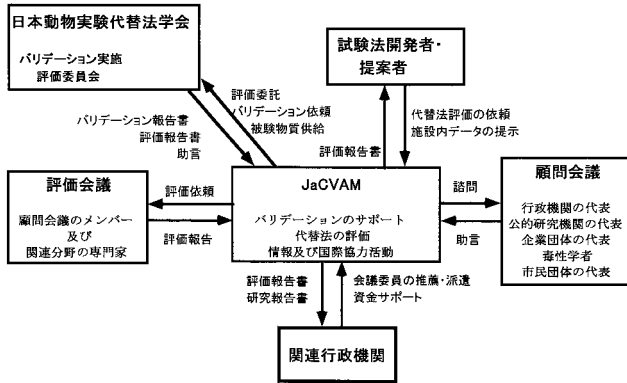 日本動物実験代替法学会
バリデーション実施
評価委員会
試験法開発者・
提案者
評価委託
バリデーション依頼
被験物質供給
バリデーション報告書
評価報告書
助言
評価報告書
代替法評価の依頼
施設内データの提示
評価会議
顧問会議のメンバー
及び
関連分野の専門家
評価依頼
評価報告
JaCVAM
バリデーションのサポート
代替法の評価
情報及び国際協力活動
諮問
助言
顧問会議
行政機関の代表
公的研究機関の代表
企業団体の代表
毒性学者
市民団体の代表
評価報告書
研究報告書
会議委員の推薦・派遣
資金サポート
関連行政機関